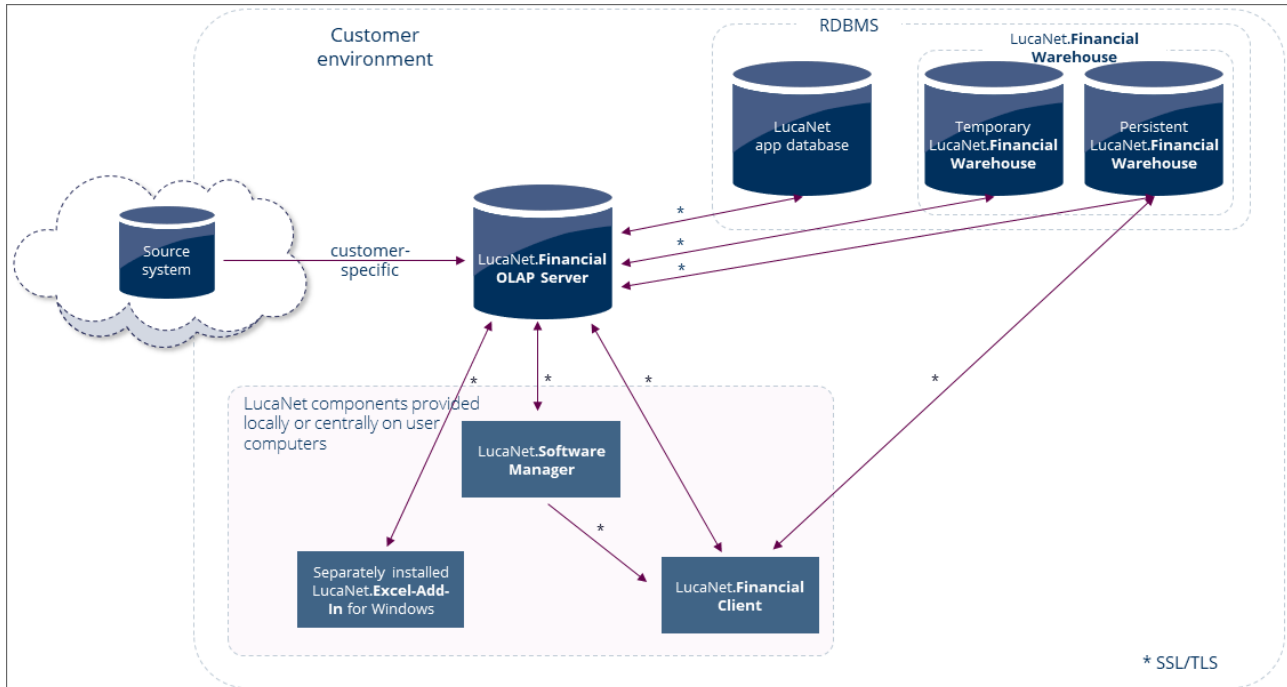 Customer
environment
RDBMS
LucaNet.Financial
Warehouse
LucaNet
app database
Temporary
LucaNet.Financial
Warehouse
Persistent
LucaNet.Financial
Warehouse
*
*
*
Source
system
customer-
specific
LucaNet.Financial
OLAP Server
*
*
*
*
LucaNet components provided
locally or centrally on user
computers
LucaNet.Software
Manager
*
Separately installed
LucaNet.Excel-Add-
In for Windows
LucaNet.Financial
Client
* SSL/TLS